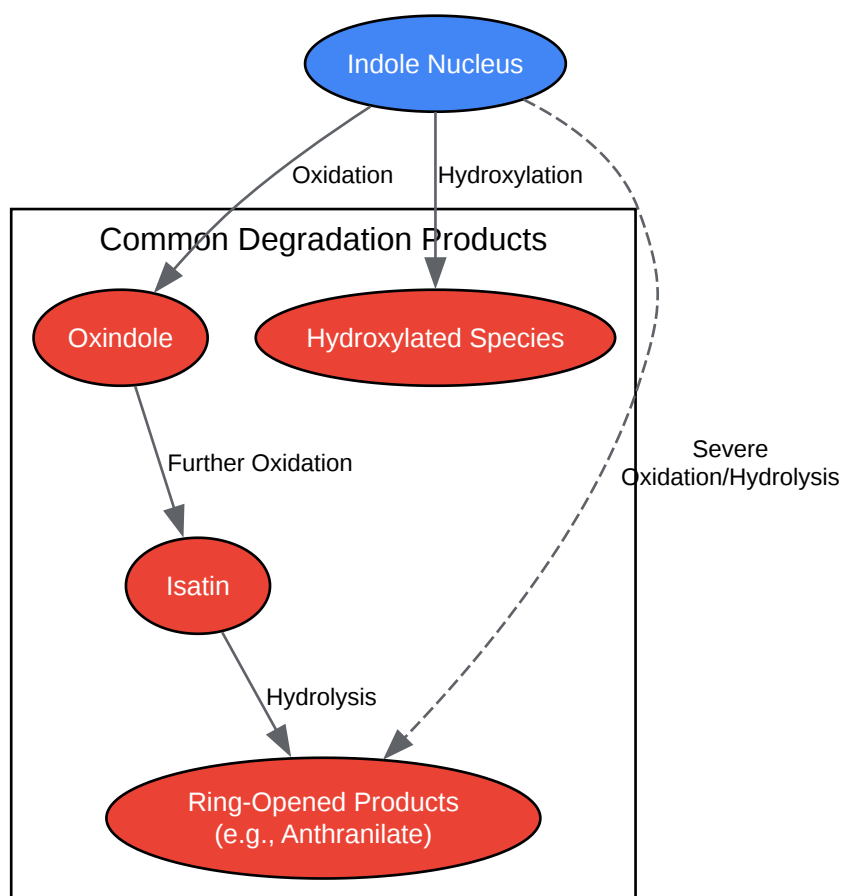 Indole Nucleus
Oxidation
Hydroxylation
Common Degradation Products
Oxindole
Hydroxylated Species
Further Oxidation
Severe
Oxidation/Hydrolysis
Isatin
Hydrolysis
Ring-Opened Products
(e.g., Anthranilate)